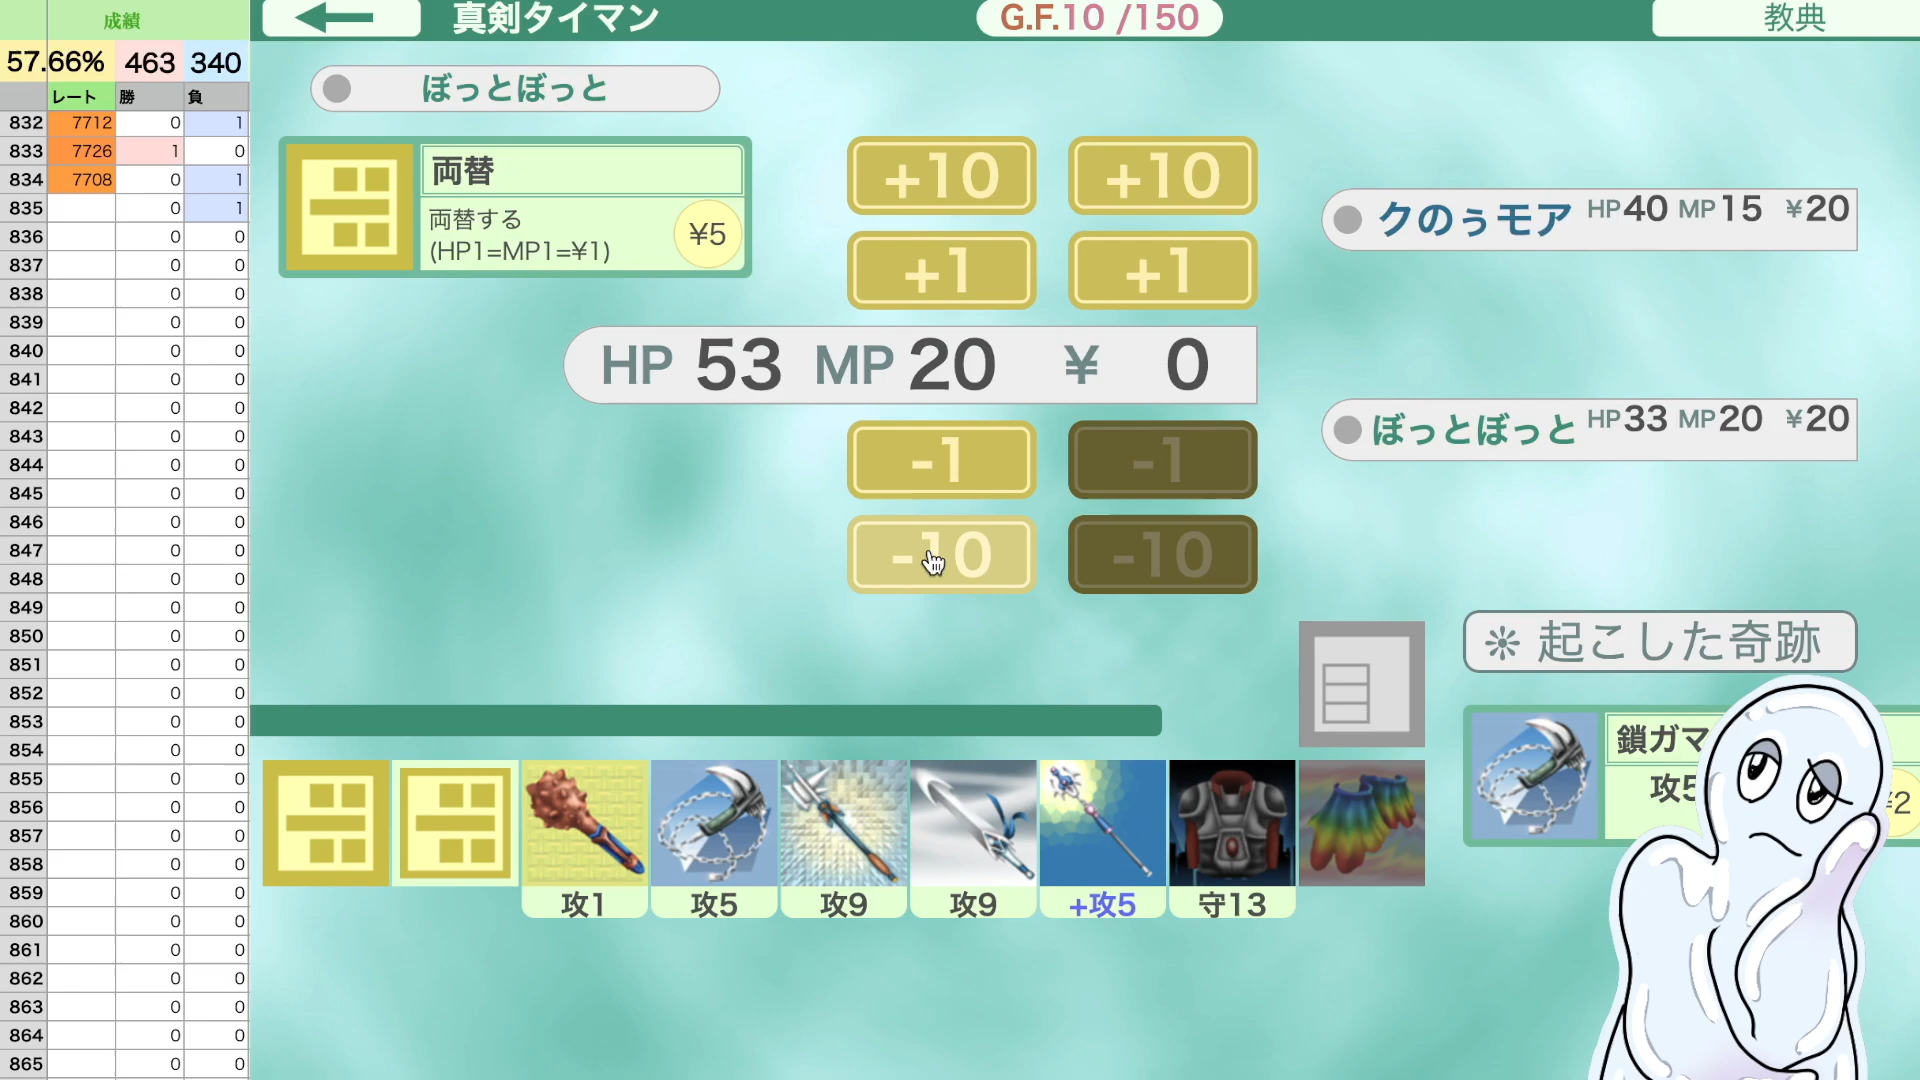 成績
57.66% 463 340
レート 勝 負
832 7712 0 1
833 7726 1 0
834 7708 0 1
835 0 1
836 0 0
837 0 0
838 0 0
839 0 0
840 0 0
841 0 0
842 0 0
843 0 0
844 0 0
845 0 0
846 0 0
847 0 0
848 0 0
849 0 0
850 0 0
851 0 0
852 0 0
853 0 0
854 0 0
855 0 0
856 0 0
857 0 0
858 0 0
859 0 0
860 0 0
861 0 0
862 0 0
863 0 0
864 0 0
865 0 0
真剣タイマン
G.F.10 /150
教典
ぼっとぼっと
両替
両替する
(HP1=MP1=¥1)
¥5
+10 +10
+1 +1
HP 53 MP 20 ¥ 0
-1 -1
-10 -10
クのぅモア HP40 MP15 ¥20
ぼっとぼっと HP33 MP20 ¥20
※ 起こした奇跡
鎖ガマ
攻5
¥2
攻1
攻5
攻9
攻9
+攻5
守13